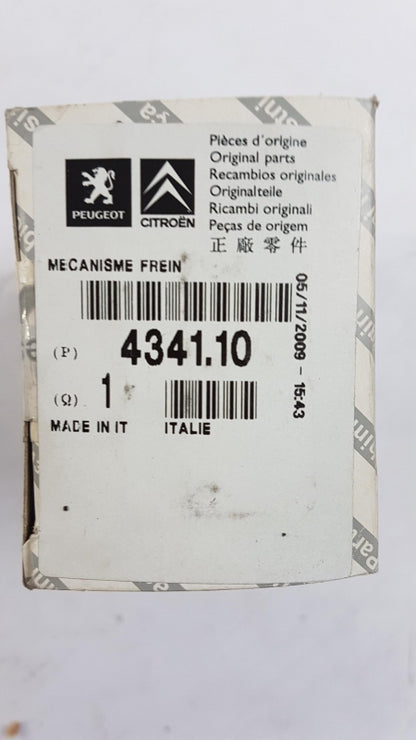 Pièces d'origine
Original parts
Recambios originales
Originalteile
Ricambi originali
Peças de origem
正廠零件
PEUGEOT
CITROËN
MECANISME FREIN
(P) 4341.10
(Q) 1
MADE IN IT ITALIE
05/11/2009 - 15:43